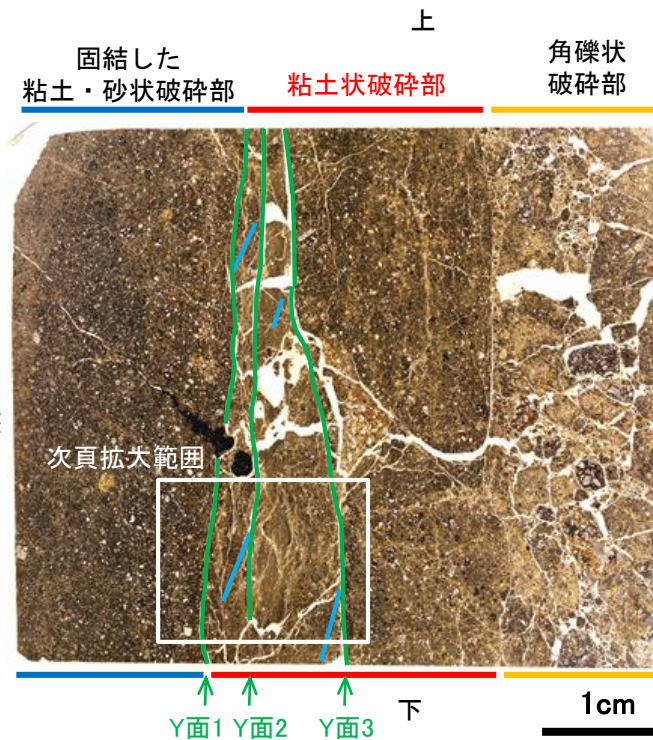 上
固結した
粘土・砂状破砕部
粘土状破砕部
角礫状
破砕部
次頁拡大範囲
Y面1
Y面2
Y面3
下
1cm